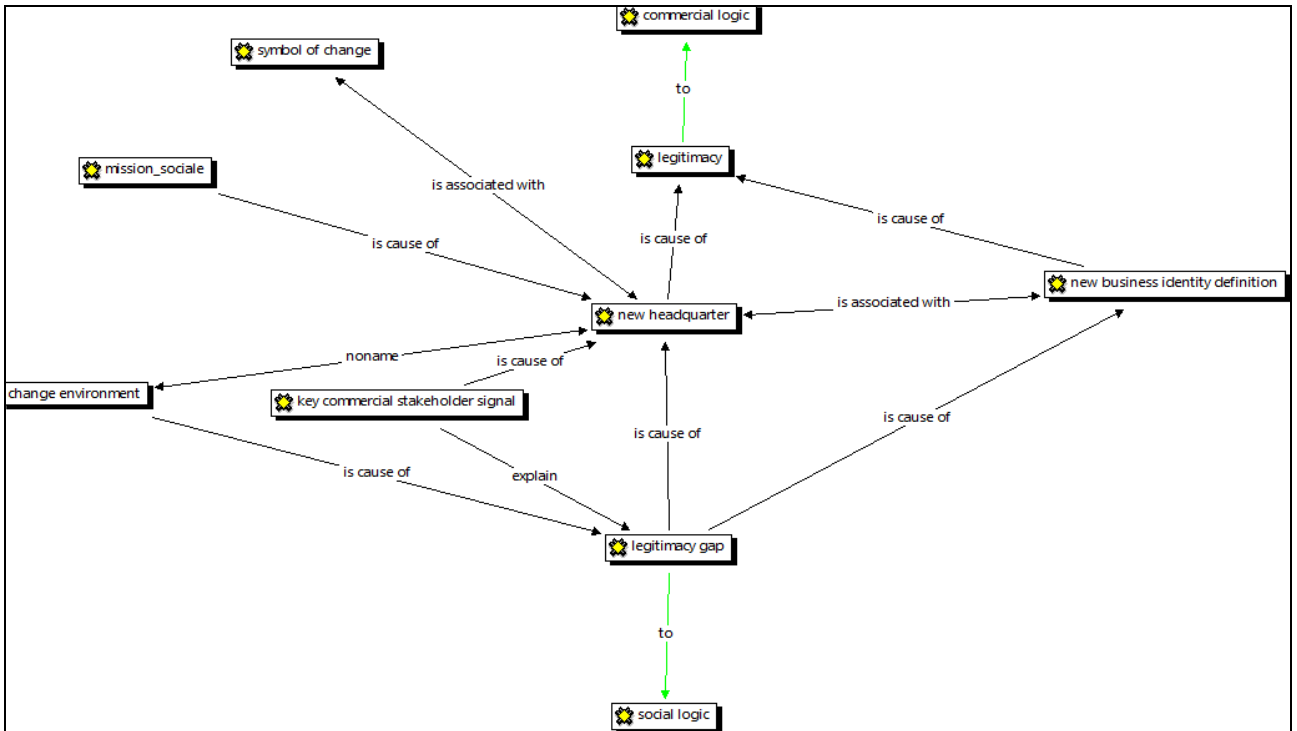 commercial logic
symbol of change
to
legitimacy
mission_sociale
is associated with
is cause of
is cause of
is cause of
new business identity definition
is associated with
new headquarter
noname
is cause of
change environment
key commercial stakeholder signal
is cause of
is cause of
is cause of
explain
legitimacy gap
to
social logic